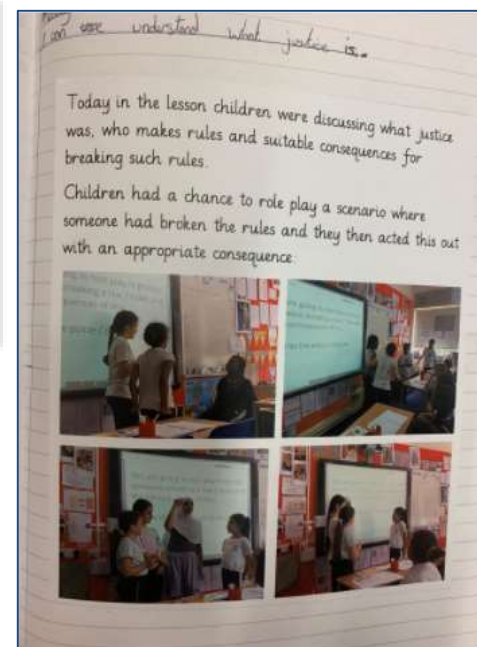 I can understand what justice is.
Today in the lesson children were discussing what justice
was, who makes rules and suitable consequences for
breaking such rules.
Children had a chance to role play a scenario where
someone had broken the rules and they then acted this out
with an appropriate consequence: